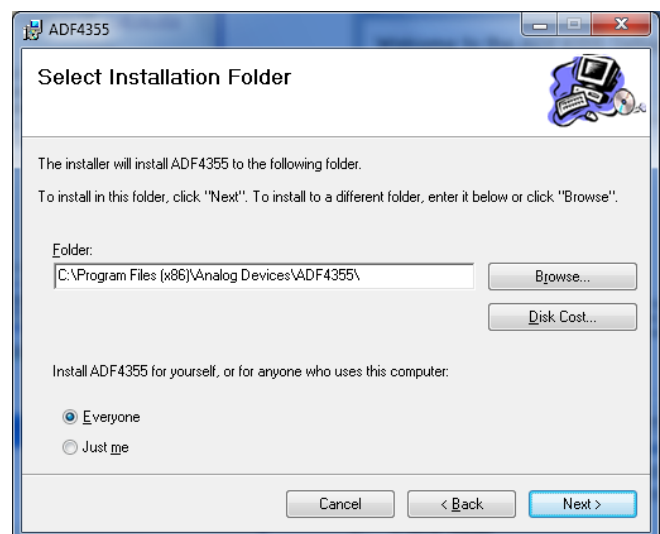 ADF4355
Select Installation Folder
The installer will install ADF4355 to the following folder.
To install in this folder, click "Next". To install to a different folder, enter it below or click "Browse".
Folder:
C:\Program Files (x86)\Analog Devices\ADF4355\
Browse...
Disk Cost...
Install ADF4355 for yourself, or for anyone who uses this computer:
Everyone
Just me
Cancel
< Back
Next >